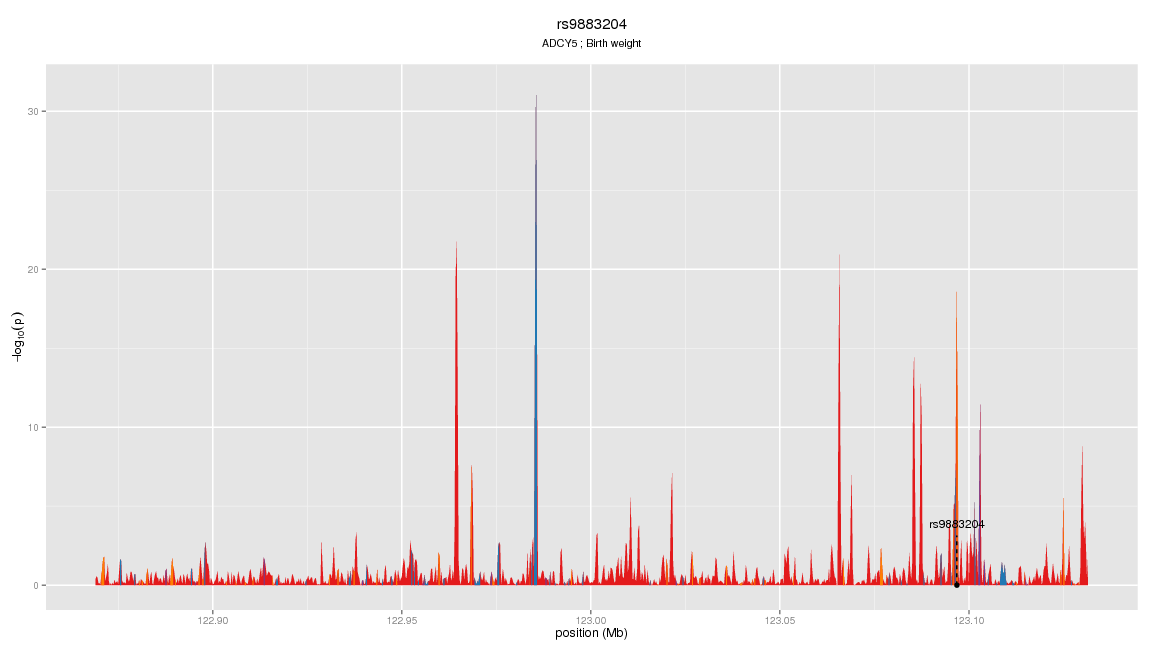 rs9883204
ADCY5 ; Birth weight
30
20
10
0
−log10(p)
rs9883204
122.90
122.95
123.00
123.05
123.10
position (Mb)